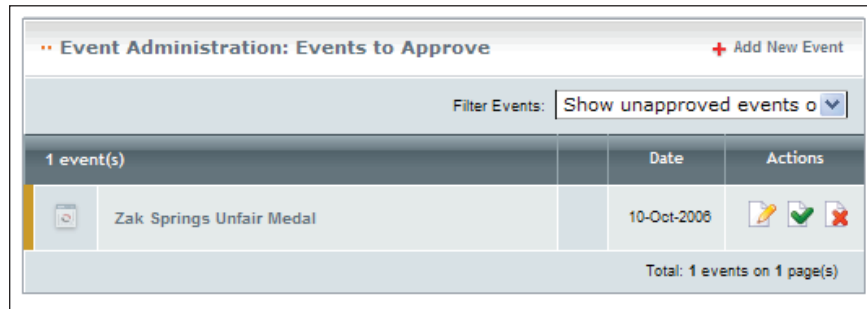 Event Administration: Events to Approve
Add New Event
Filter Events: Show unapproved events o
1 event(s) Date Actions
Zak Springs Unfair Medal 10-Oct-2006
Total: 1 events on 1 page(s)